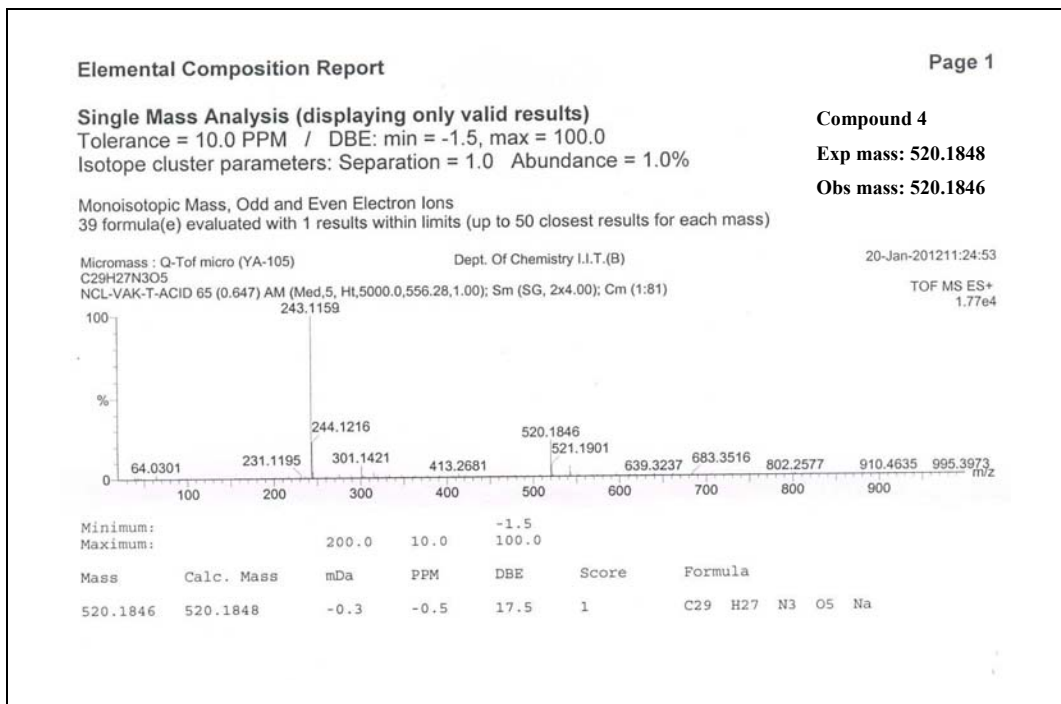 Elemental Composition Report
Page 1
Single Mass Analysis (displaying only valid results)
Tolerance = 10.0 PPM / DBE: min = -1.5, max = 100.0
Isotope cluster parameters: Separation = 1.0 Abundance = 1.0%
Compound 4
Exp mass: 520.1848
Obs mass: 520.1846
Monoisotopic Mass, Odd and Even Electron Ions
39 formula(e) evaluated with 1 results within limits (up to 50 closest results for each mass)
Micromass : Q-Tof micro (YA-105) Dept. Of Chemistry I.I.T.(B) 20-Jan-201211:24:53
C29H27N3O5
NCL-VAK-T-ACID 65 (0.647) AM (Med,5, Ht,5000.0,556.28,1.00); Sm (SG, 2x4.00); Cm (1:81) TOF MS ES+
1.77e4
243.1159
100
%
244.1216
520.1846
521.1901
64.0301 231.1195 301.1421 413.2681 639.3237 683.3516 802.2577 910.4635 995.3973
0
m/z
100 200 300 400 500 600 700 800 900
Minimum: -1.5
Maximum: 200.0 10.0 100.0
Mass Calc. Mass mDa PPM DBE Score Formula
520.1846 520.1848 -0.3 -0.5 17.5 1 C29 H27 N3 O5 Na